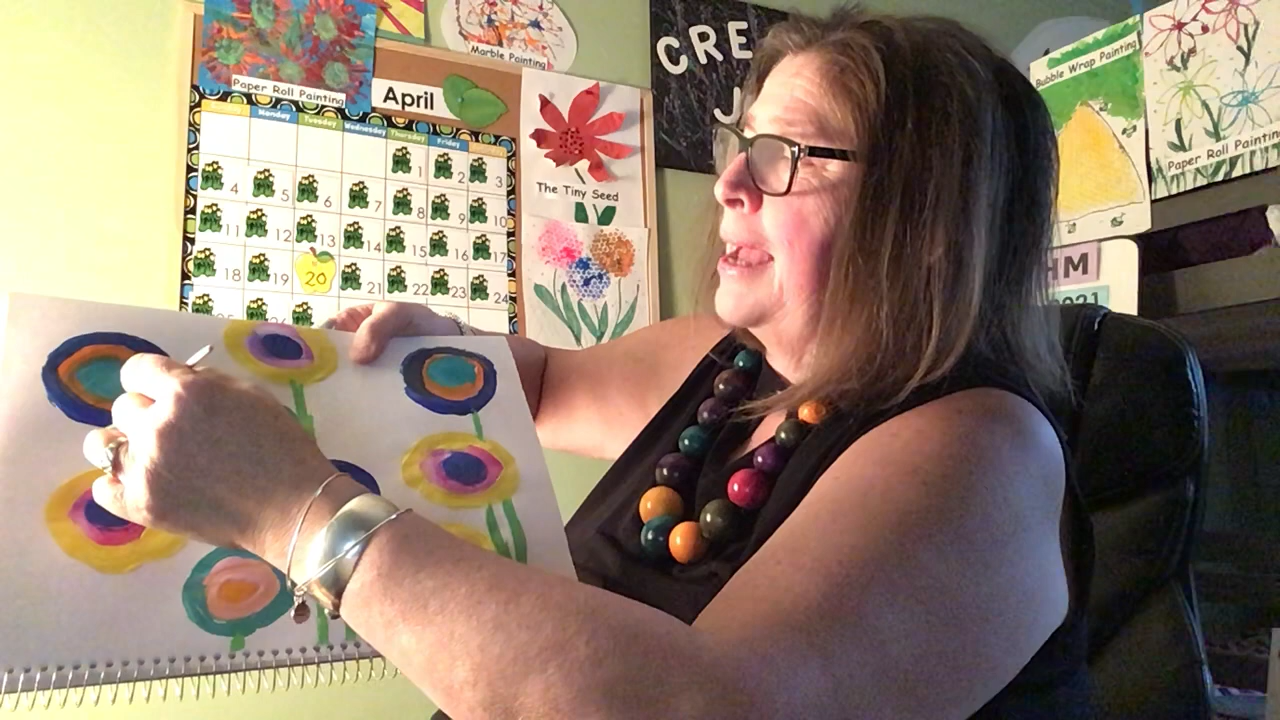 Paper Roll Painting
Marble Painting
April
CRE
J
Bubble Wrap Painting
Paper Roll Paintin
Monday Tuesday Wednesday Thursday Friday
1 2 3
4 5 6 7 8 9 10
11 12 13 14 15 16 17
18 19 20 21 22 23 24
The Tiny Seed
HM
2021